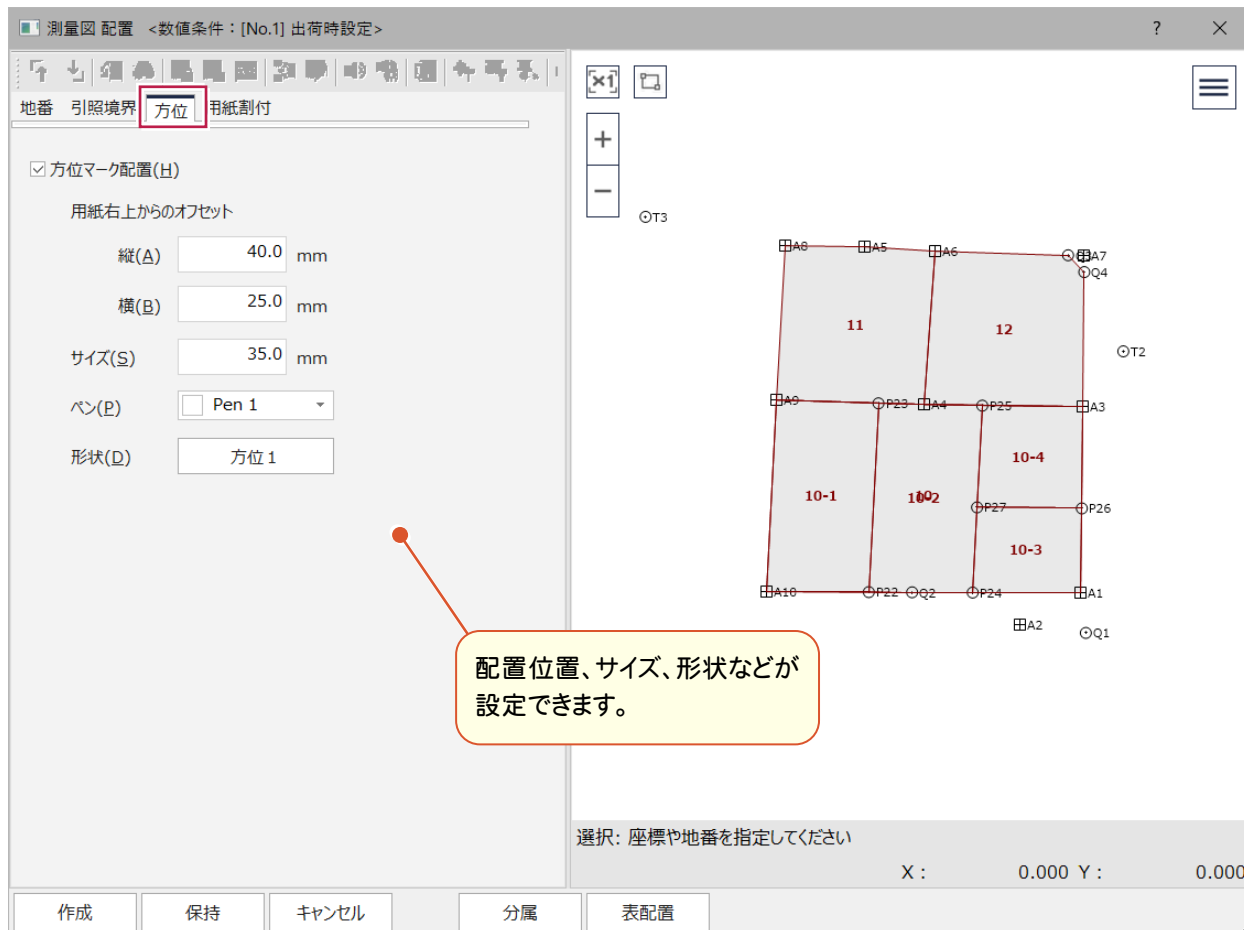 測量図 配置 <数値条件：[No.1] 出荷時設定>
?
地番 引照境界 方位 用紙割付
方位マーク配置(H)
用紙右上からのオフセット
縦(A) 40.0 mm
横(B) 25.0 mm
サイズ(S) 35.0 mm
ペン(P) Pen 1
形状(D) 方位 1
配置位置、サイズ、形状などが
設定できます。
×1
T3
A8 A5 A6 A7
Q4
11 12
T2
A9 P23 A4 P25 A3
10-4
10-1 10-2
P27 P26
10-3
A10 P22 Q2 P24 A1
A2 Q1
選択: 座標や地番を指定してください
X : 0.000 Y : 0.000
作成 保持 キャンセル 分属 表配置